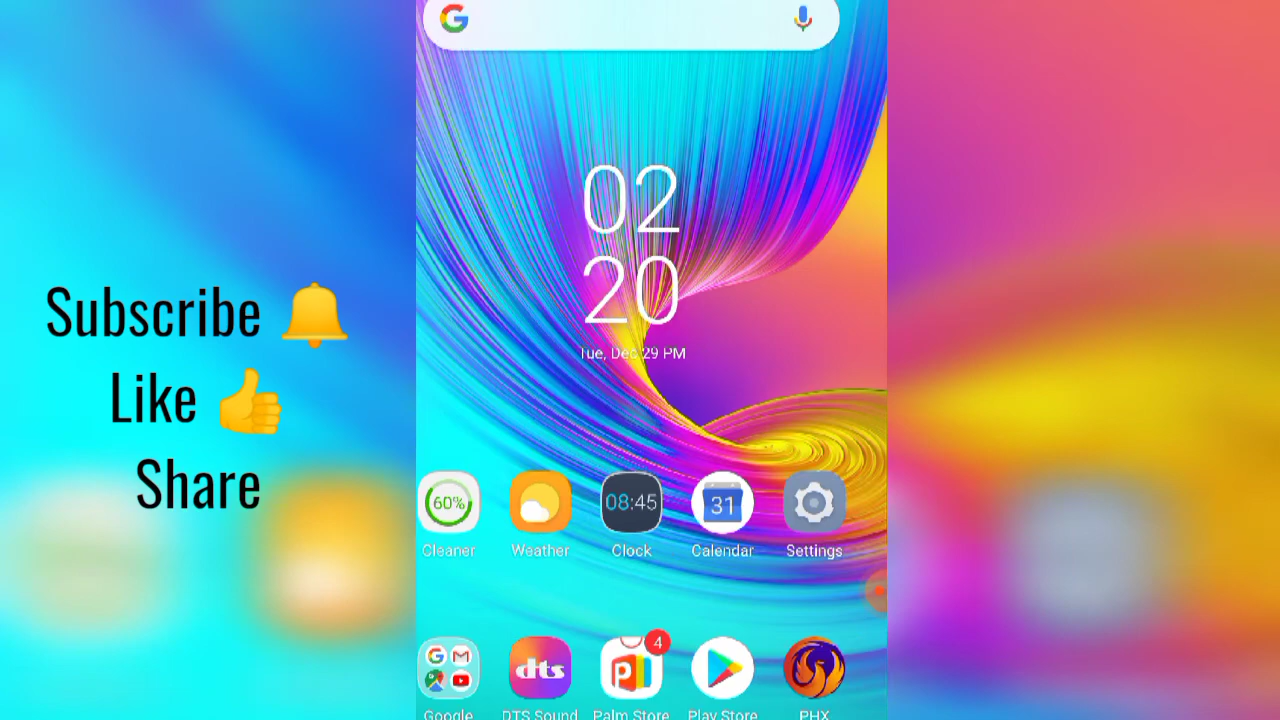 02
20
Tue, Dec 29 PM
Subscribe 🔔
Like 👍
Share
60%
08:45
31
Cleaner
Weather
Clock
Calendar
Settings
4
dts
Google
DTS Sound
Palm Store
Play Store
PHX